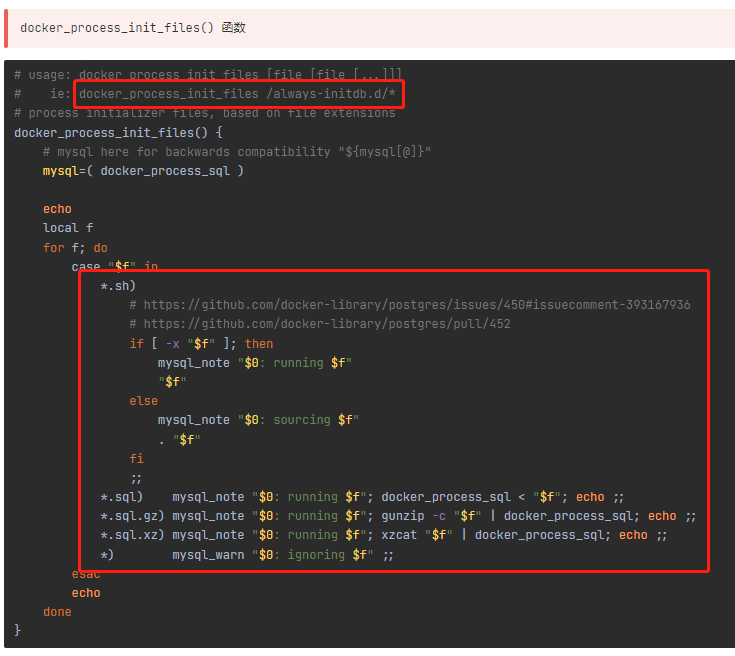 docker_process_init_files() 函数
# usage: docker_process_init_files [file [file [...]]]
#    ie: docker_process_init_files /always-initdb.d/*
# process initializer files, based on file extensions
docker_process_init_files() {
    # mysql here for backwards compatibility "${mysql[@]}"
    mysql=( docker_process_sql )

    echo
    local f
    for f; do
        case "$f" in
            *.sh)
                # https://github.com/docker-library/postgres/issues/450#issuecomment-393167936
                # https://github.com/docker-library/postgres/pull/452
                if [ -x "$f" ]; then
                    mysql_note "$0: running $f"
                    "$f"
                else
                    mysql_note "$0: sourcing $f"
                    . "$f"
                fi
                ;;
            *.sql)    mysql_note "$0: running $f"; docker_process_sql < "$f"; echo ;;
            *.sql.gz) mysql_note "$0: running $f"; gunzip -c "$f" | docker_process_sql; echo ;;
            *.sql.xz) mysql_note "$0: running $f"; xzcat "$f" | docker_process_sql; echo ;;
            *)        mysql_warn "$0: ignoring $f" ;;
        esac
        echo
    done
}